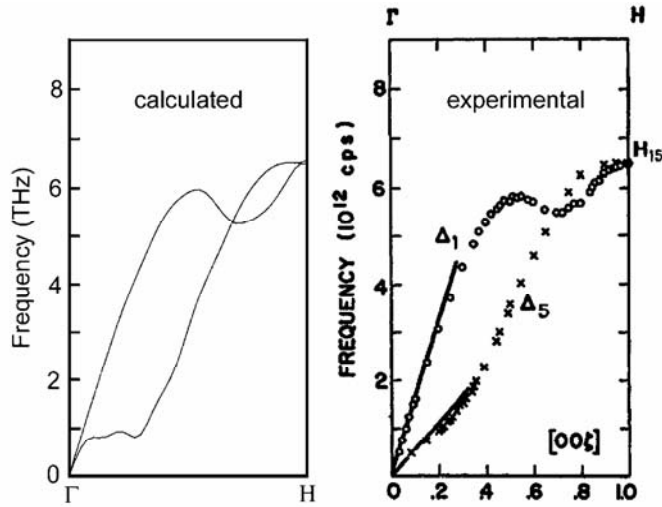 Γ H
8
6
4
2
0
Frequency (THz)
calculated
Γ H
8
6
4
2
0
FREQUENCY (10¹² cps)
experimental
H₁₅
Δ₁
Δ₅
[00ζ]
0 .2 .4 .6 .8 1.0